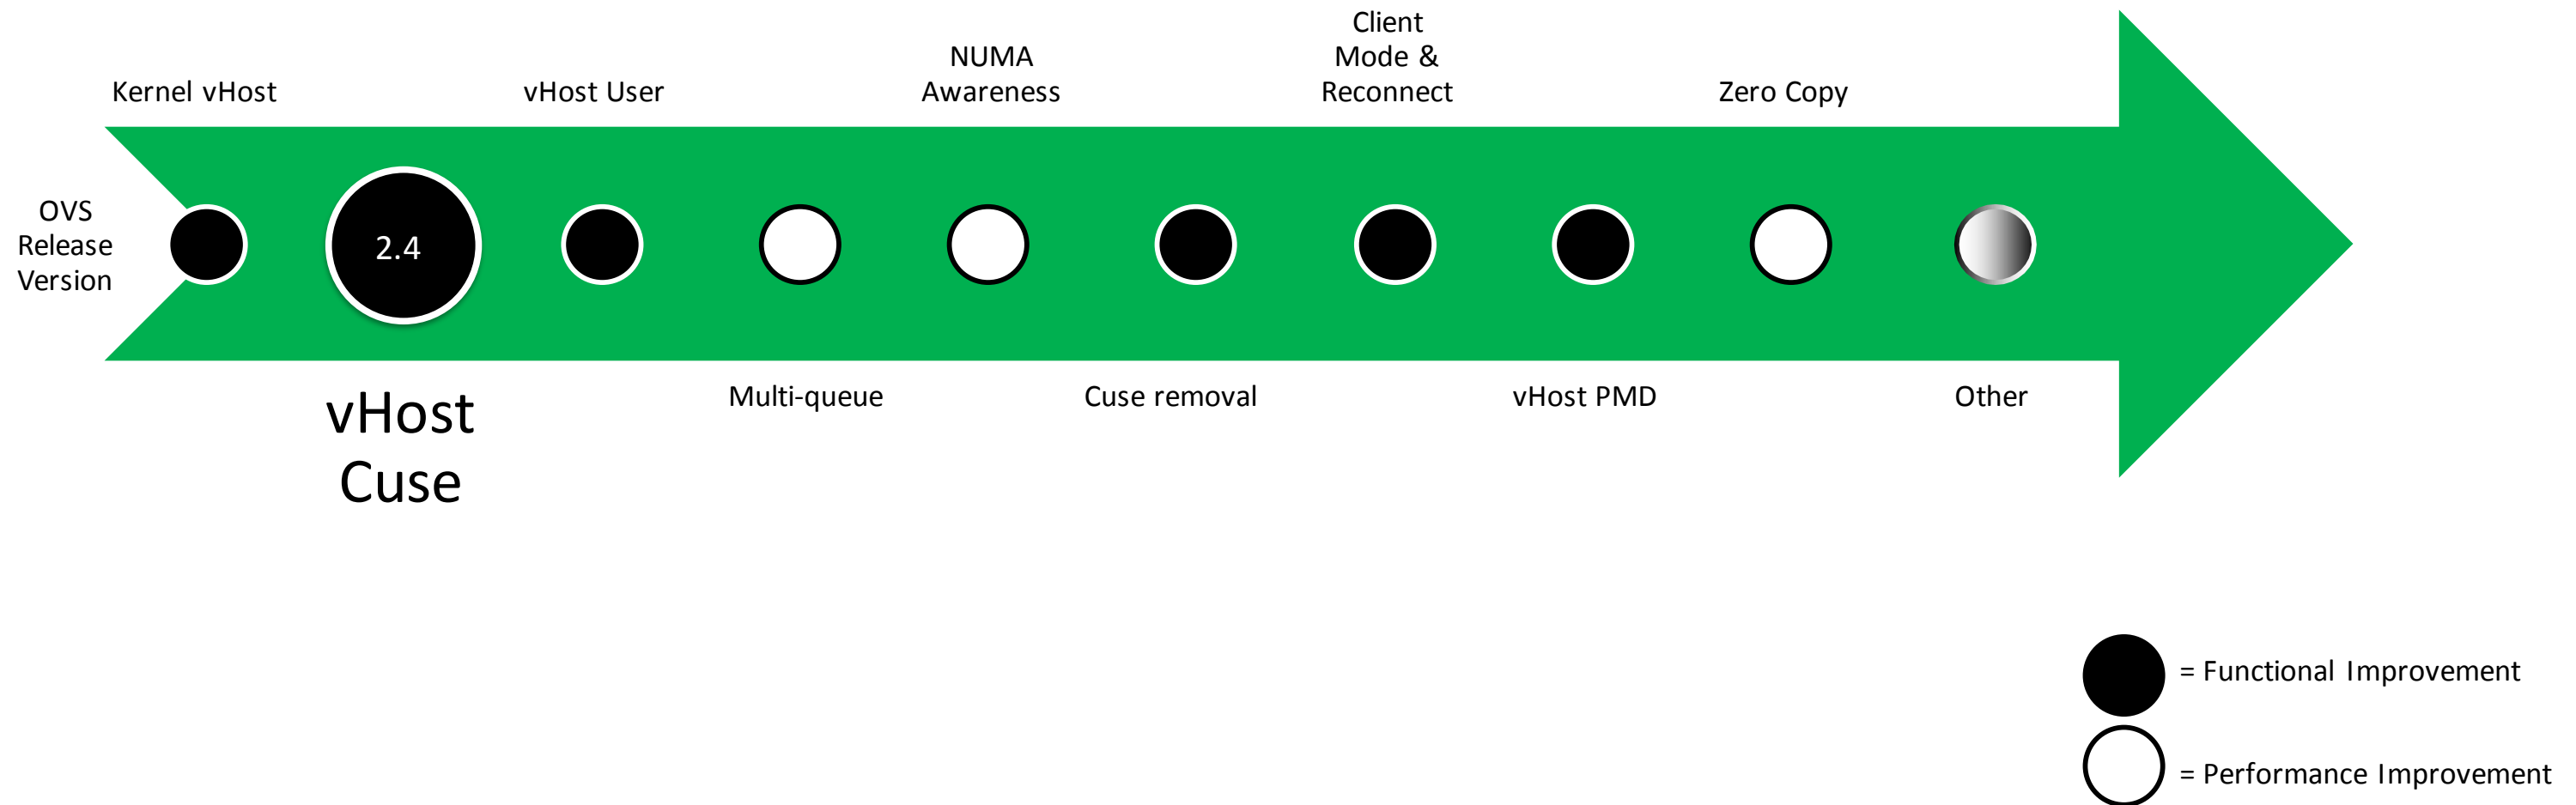 Client
Mode &
Reconnect
NUMA
Awareness
Kernel vHost
vHost User
Zero Copy
OVS
Release
Version
2.4
vHost
Cuse
Multi-queue
Cuse removal
vHost PMD
Other
= Functional Improvement
= Performance Improvement